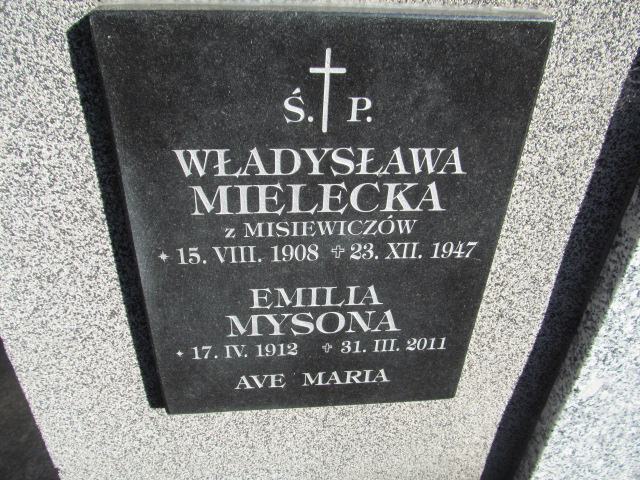 Ś. P.
WŁADYSŁAWA
MIELECKA
z MISIEWICZÓW
* 15. VIII. 1908 ✝ 23. XII. 1947
EMILIA
MYSONA
* 17. IV. 1912 ✝ 31. III. 2011
AVE MARIA